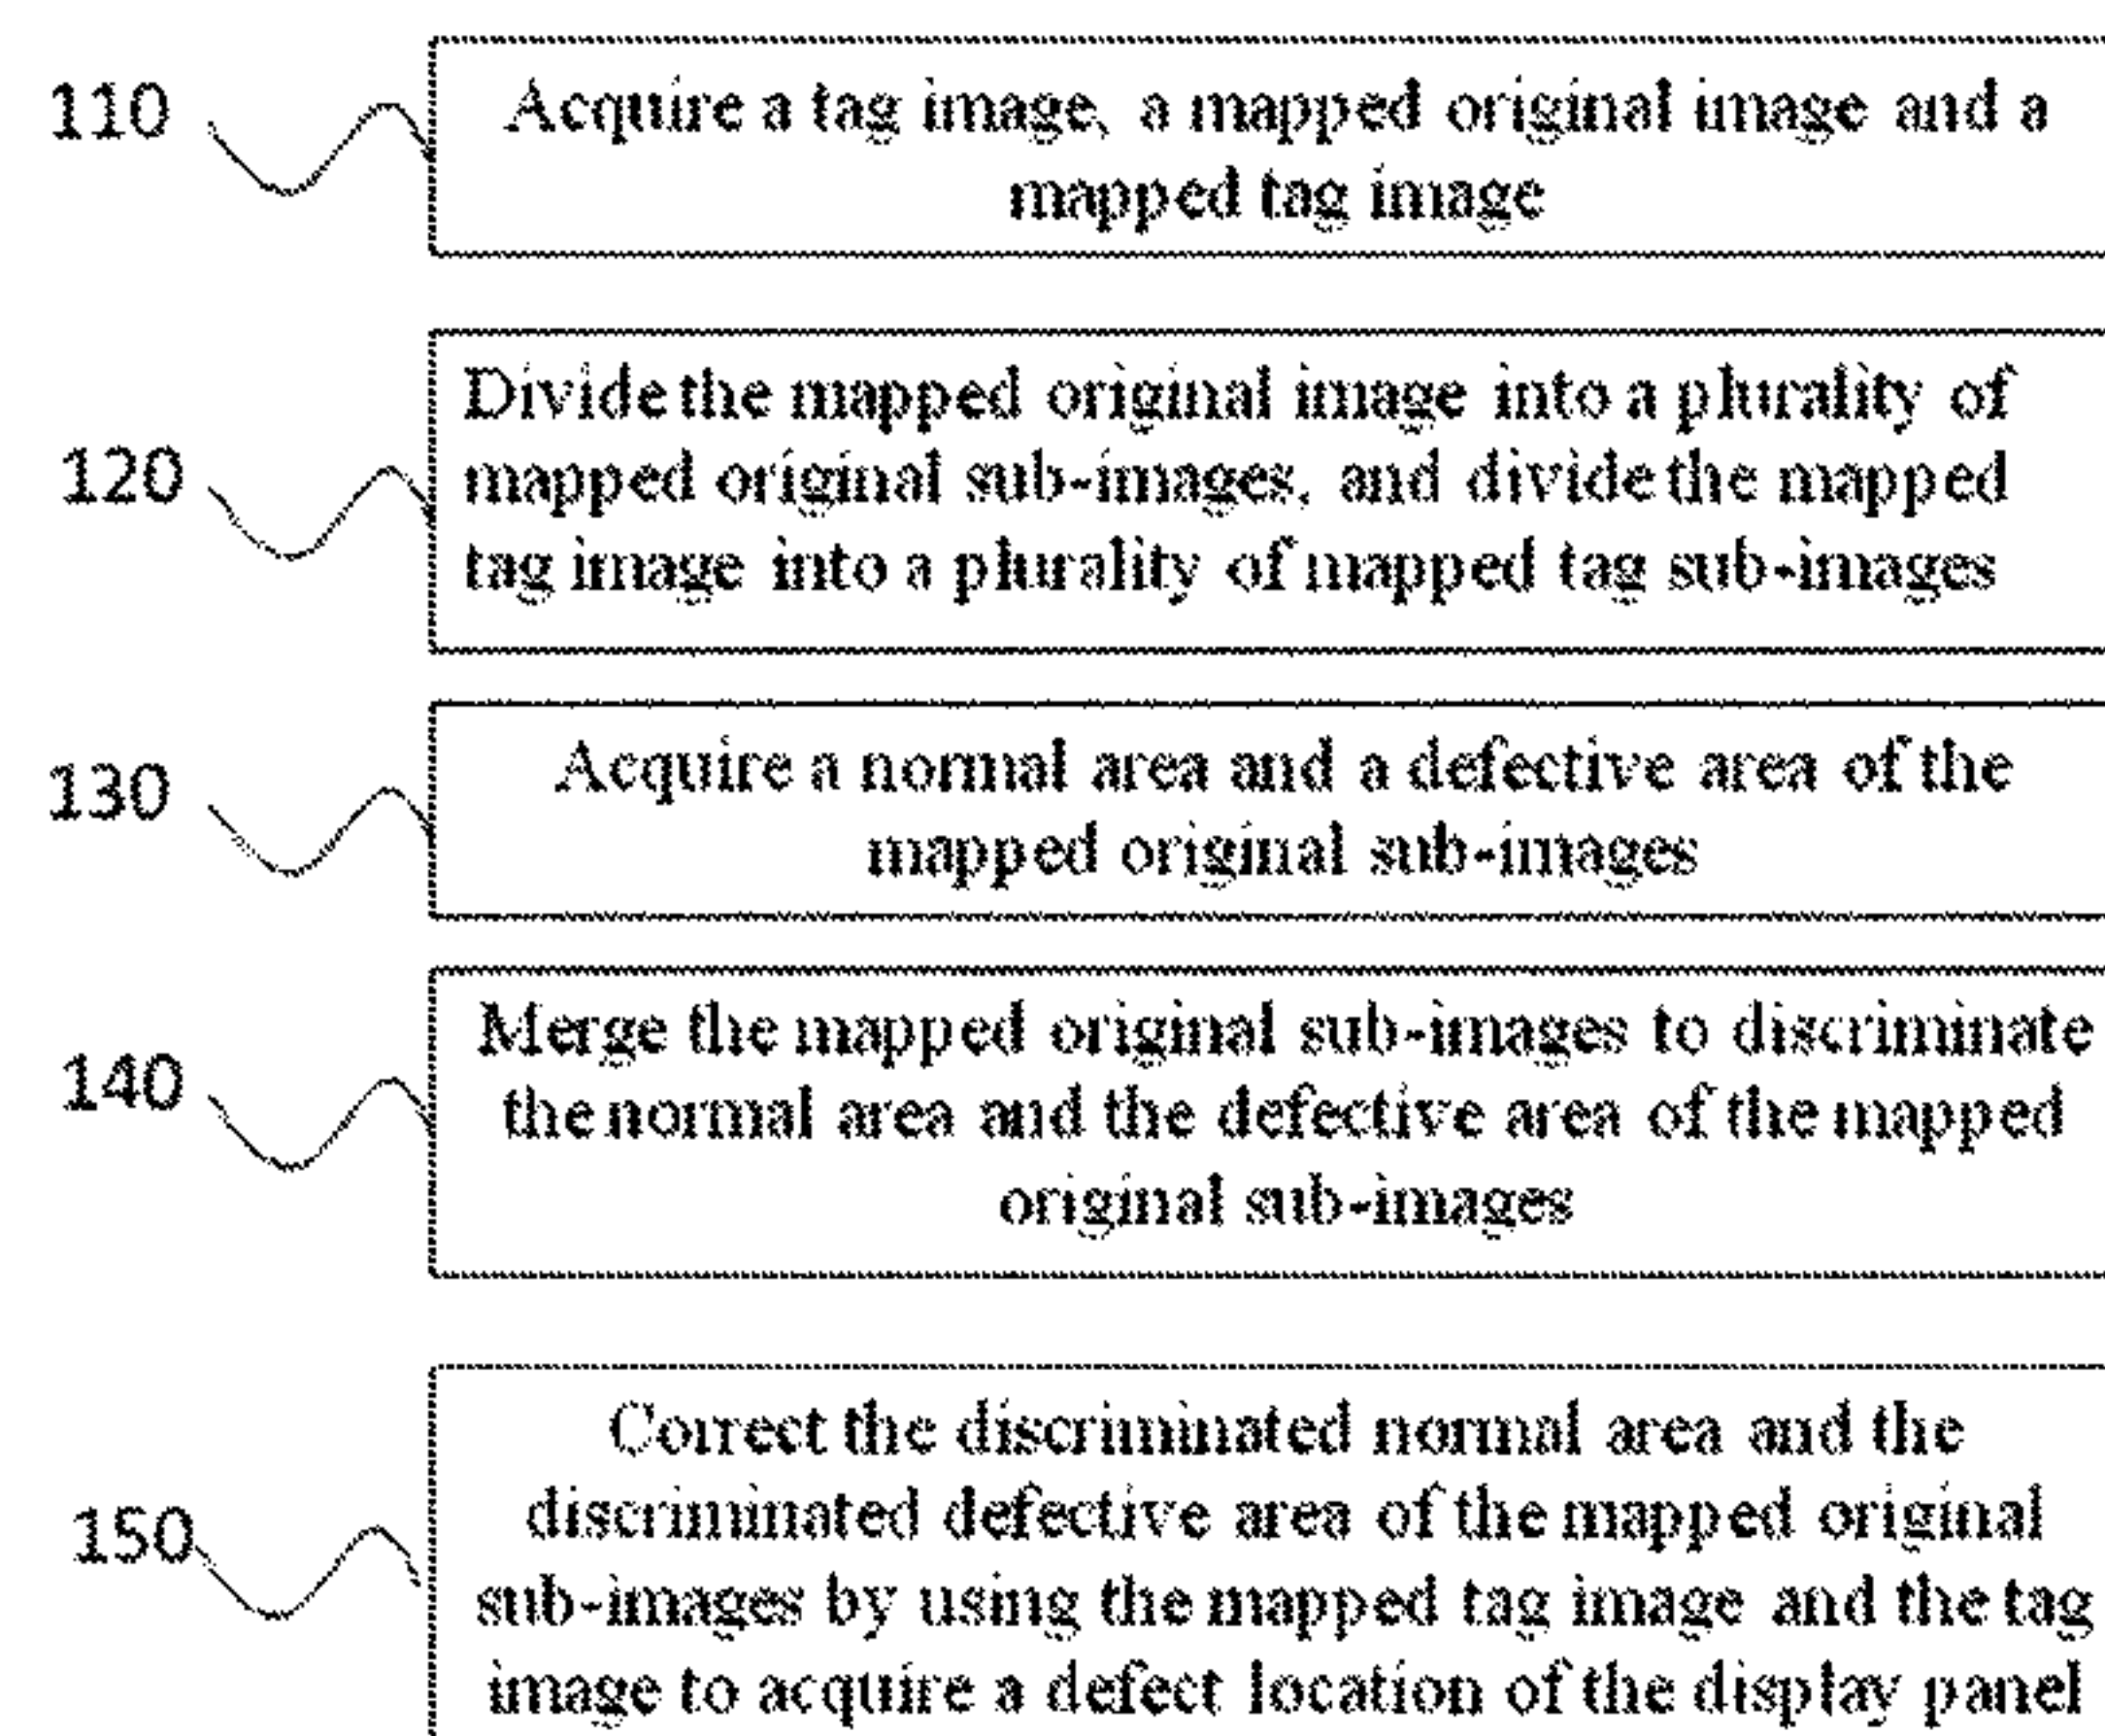 110
Acquire a tag image, a mapped original image and a
mapped tag image
120
Divide the mapped original image into a plurality of
mapped original sub-images, and divide the mapped
tag image into a plurality of mapped tag sub-images
130
Acquire a normal area and a defective area of the
mapped original sub-images
140
Merge the mapped original sub-images to discriminate
the normal area and the defective area of the mapped
original sub-images
150
Correct the discriminated normal area and the
discriminated defective area of the mapped original
sub-images by using the mapped tag image and the tag
image to acquire a defect location of the display panel